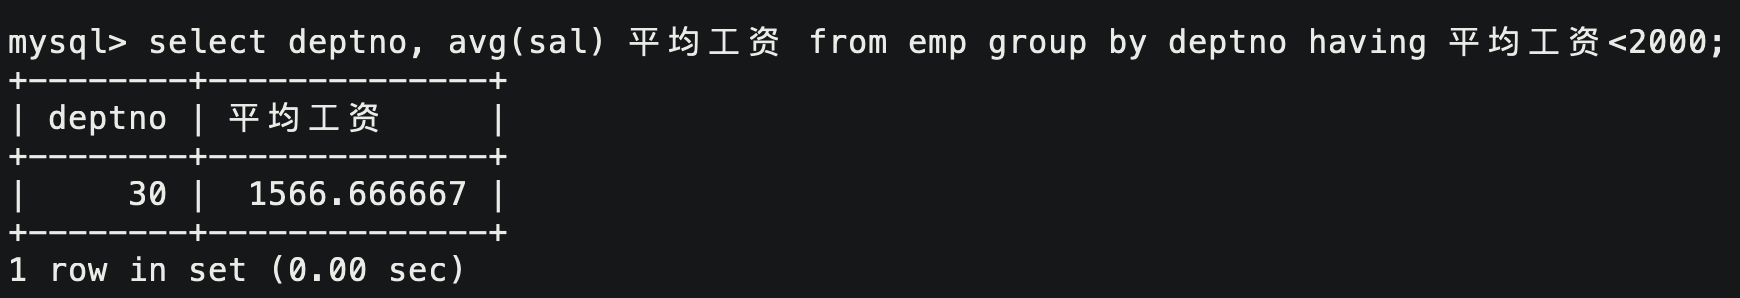 mysql> select deptno, avg(sal) 平均工资 from emp group by deptno having 平均工资<2000;
+--------+--------------+
| deptno | 平均工资     |
+--------+--------------+
|     30 |  1566.666667 |
+--------+--------------+
1 row in set (0.00 sec)